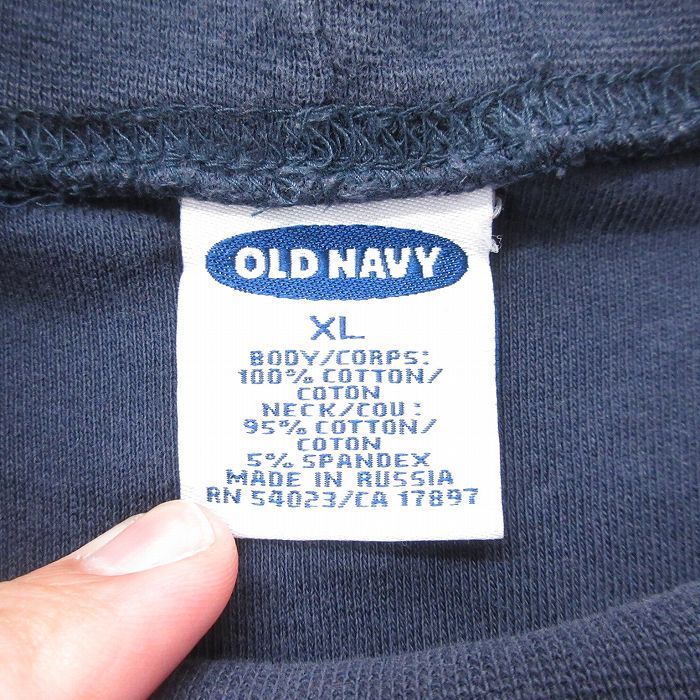 OLD NAVY
XL
BODY/CORPS:
100% COTTON/
COTON
NECK/COU:
95% COTTON/
COTON
5% SPANDEX
MADE IN RUSSIA
RN 54023/CA 17897